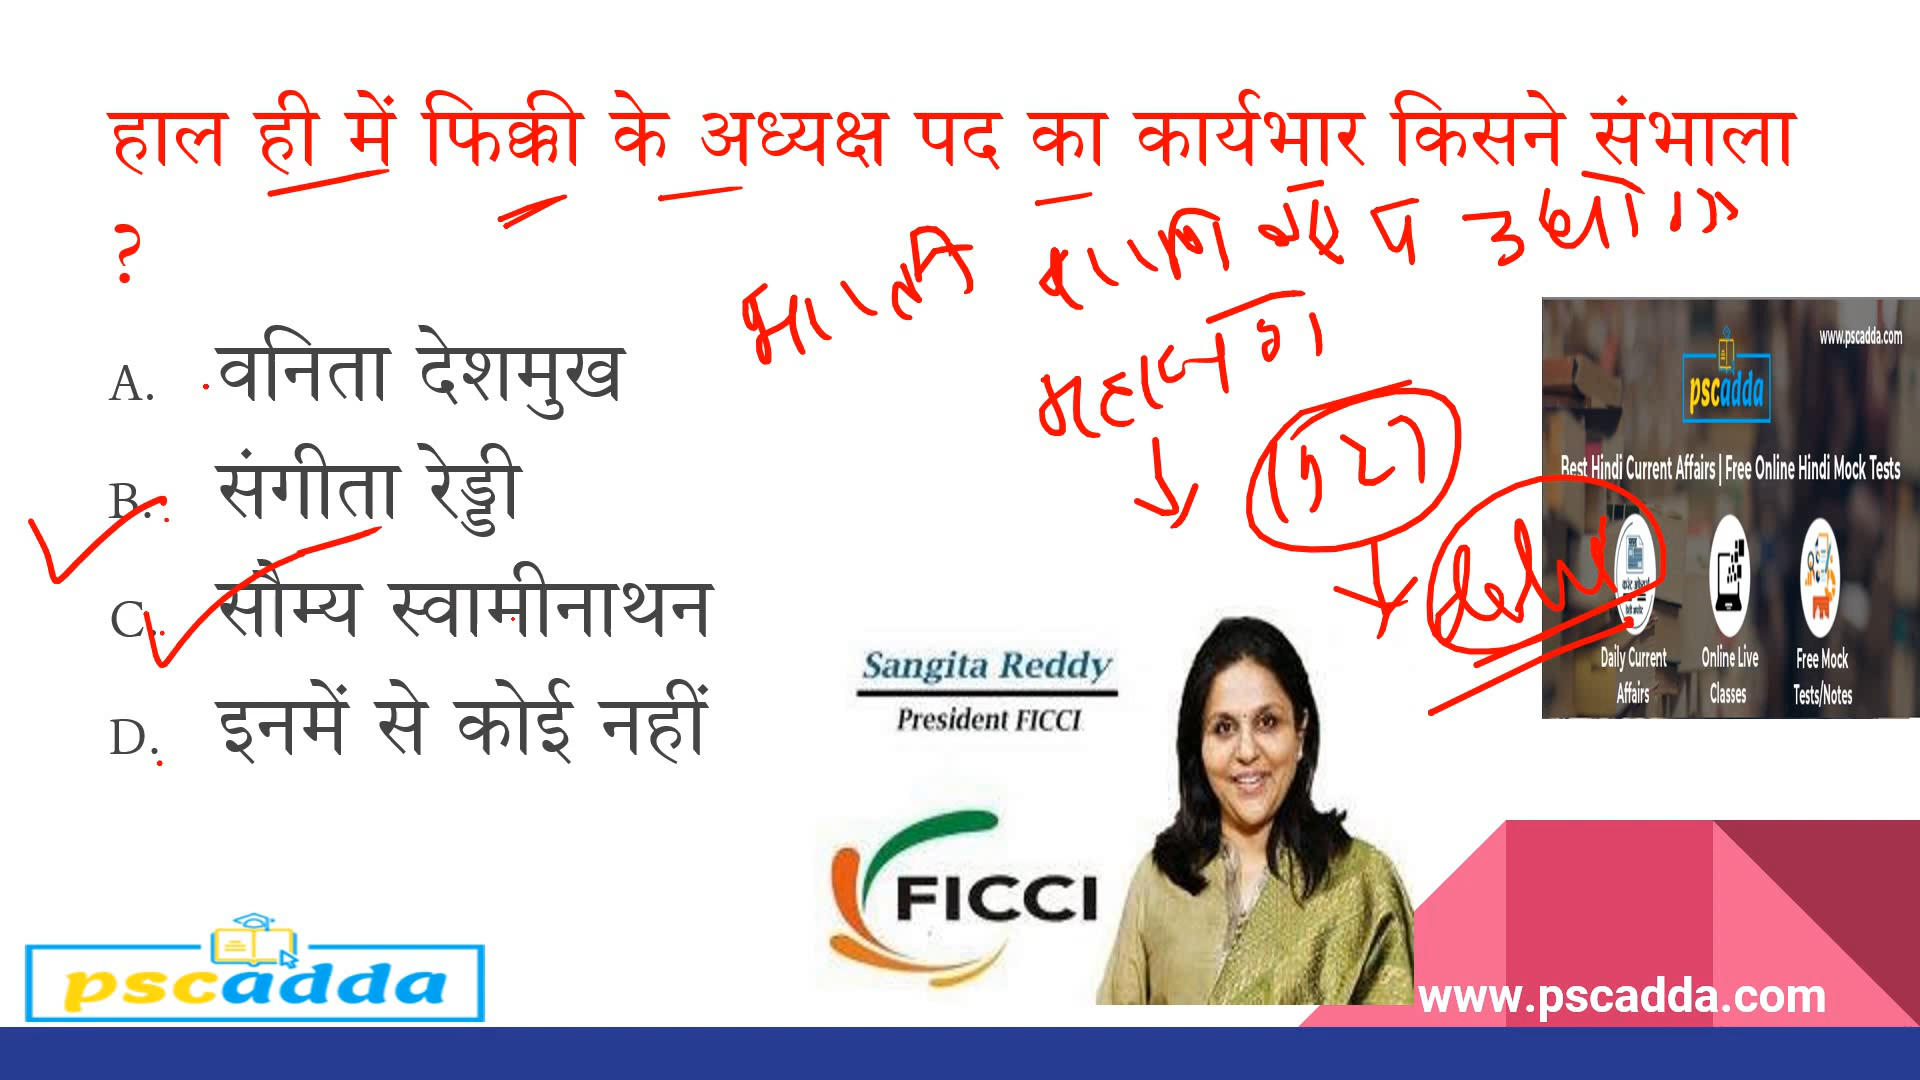 हाल ही में फिक्की के अध्यक्ष पद का कार्यभार किसने संभाला
?
A. वनिता देशमुख
B. संगीता रेड्डी
C. सौम्य स्वामीनाथन
D. इनमें से कोई नहीं
महासंग
www.pscadda.com
pscadda
Best Hindi Current Affairs | Free Online Hindi Mock Tests
Daily Current
Affairs
Online Live
Classes
Free Mock
Tests/Notes
Sangita Reddy
President FICCI
FICCI
pscadda
www.pscadda.com